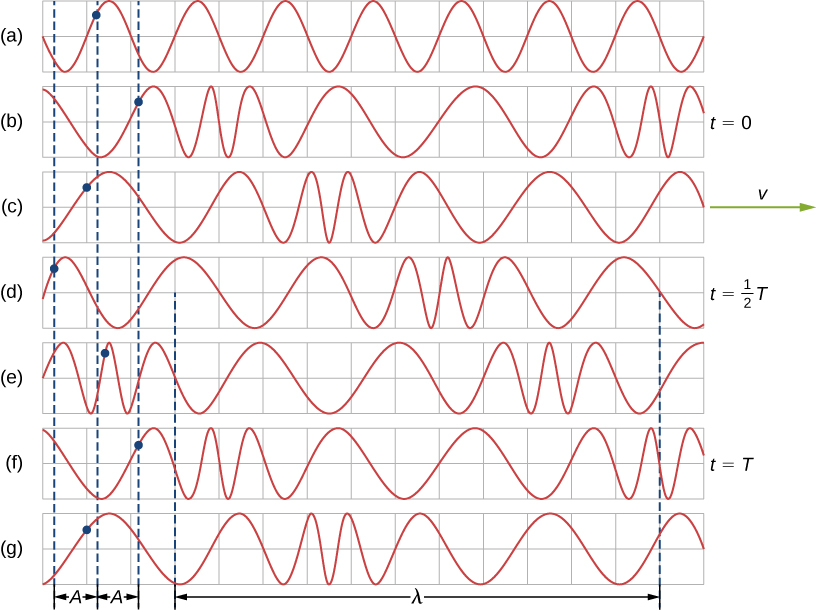 (a)
(b)
t = 0
(c)
v
(d)
t = 1/2 T
(e)
(f)
t = T
(g)
A A λ